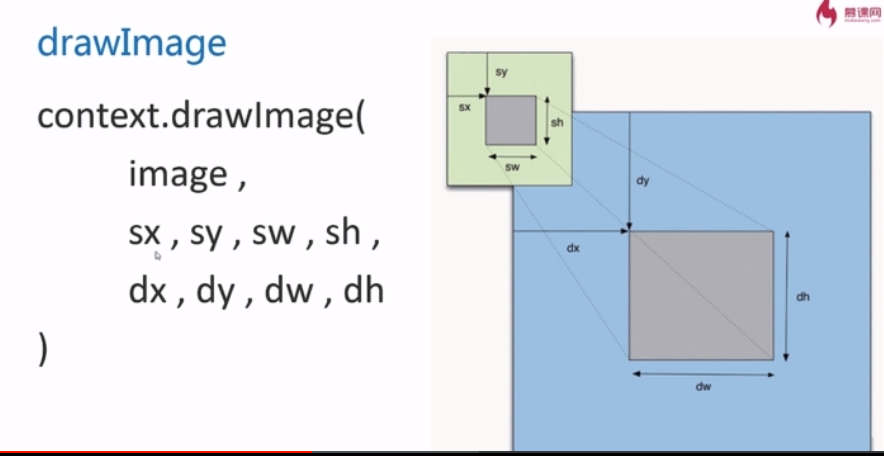 慕课网
drawImage
context.drawImage(
image ,
sx , sy , sw , sh ,
dx , dy , dw , dh
)
sy
sx
sh
sw
dy
dx
dh
dw